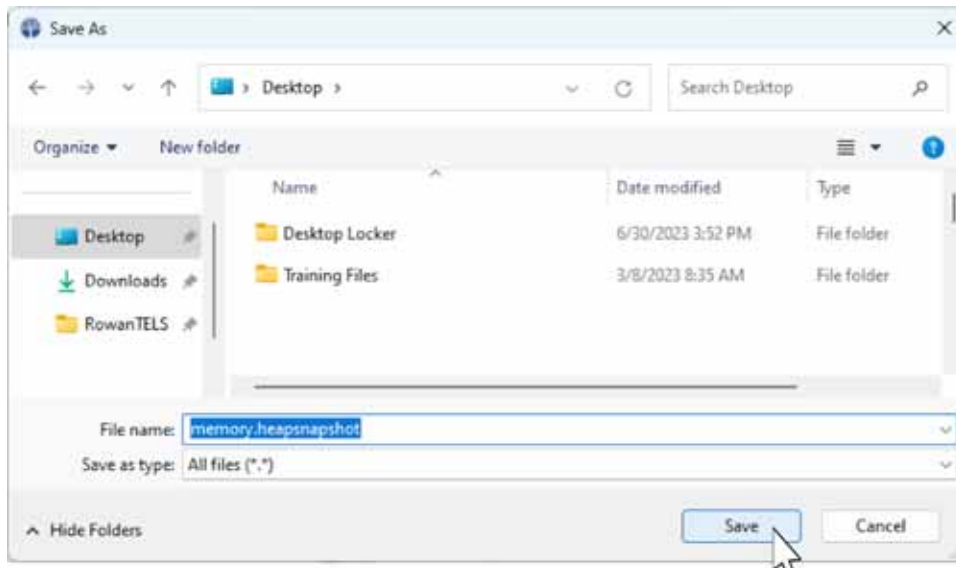 Save As
Desktop
Search Desktop
Organize
New folder
Name
Date modified
Type
Desktop
Desktop Locker
6/30/2023 3:52 PM
File folder
Downloads
Training Files
3/8/2023 8:35 AM
File folder
RowanTELS
File name: memory.heapsnapshot
Save as type: All files (*.*)
Hide Folders
Save
Cancel